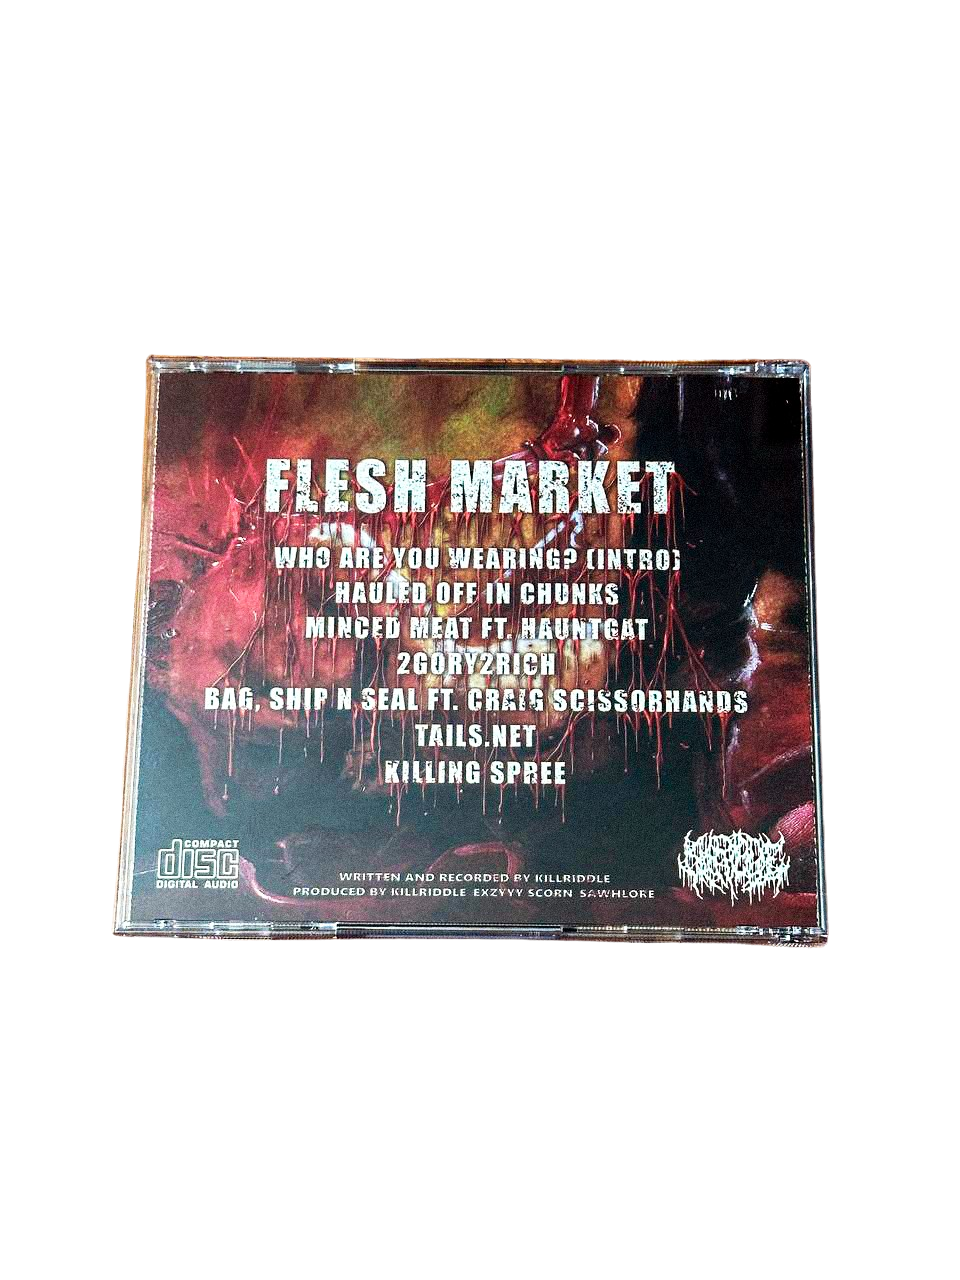 FLESH MARKET
WHO ARE YOU WEARING? (INTRO)
HAULED OFF IN CHUNKS
MINCED MEAT FT. HAUNTGAT
2GORY2RICH
BAG, SHIP N SEAL FT. CRAIG SCISSORHANDS
TAILS.NET
KILLING SPREE
COMPACT
disc
DIGITAL AUDIO
WRITTEN AND RECORDED BY KILLRIDDLE
PRODUCED BY KILLRIDDLE EXZYYY SCORN SAWHLORE